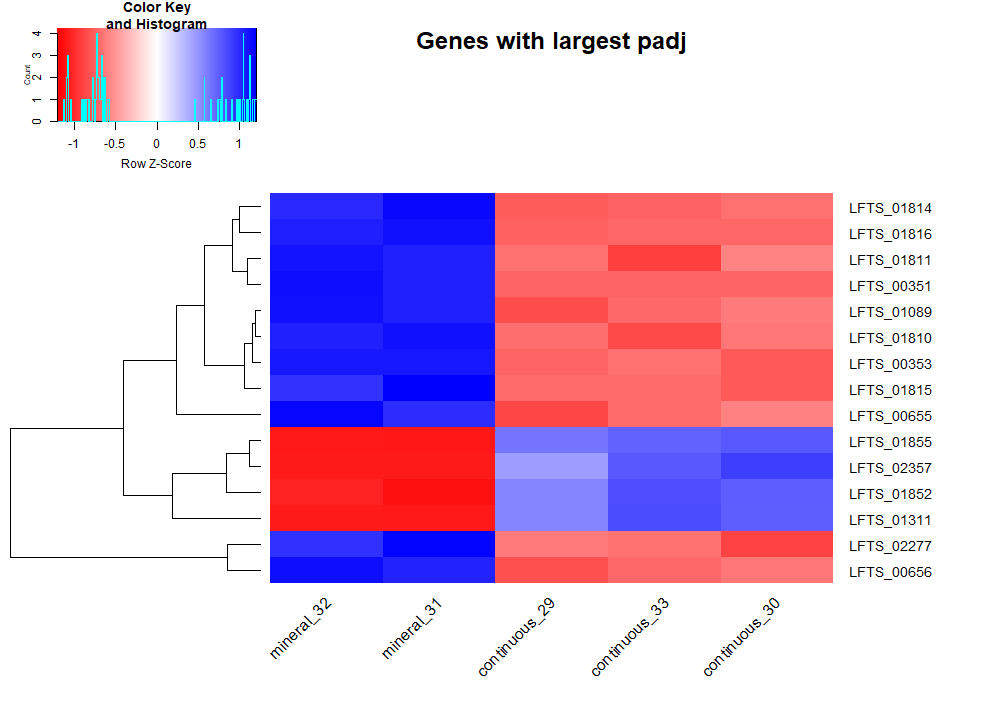 Color Key
and Histogram
Genes with largest padj
Count
0 1 2 3 4
-1 -0.5 0 0.5 1
Row Z-Score
LFTS_01814
LFTS_01816
LFTS_01811
LFTS_00351
LFTS_01089
LFTS_01810
LFTS_00353
LFTS_01815
LFTS_00655
LFTS_01855
LFTS_02357
LFTS_01852
LFTS_01311
LFTS_02277
LFTS_00656
mineral_32
mineral_31
continuous_29
continuous_33
continuous_30